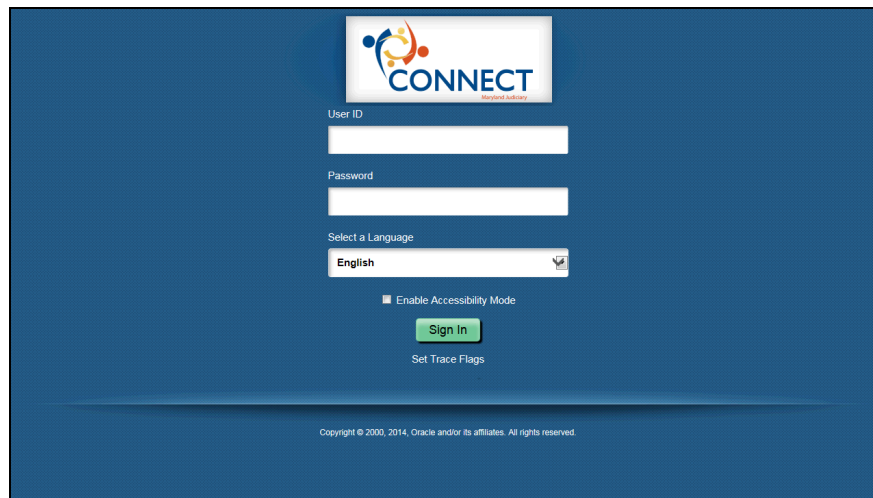 CONNECT
Maryland Judiciary
User ID
Password
Select a Language
English
Enable Accessibility Mode
Sign In
Set Trace Flags
Copyright © 2000, 2014, Oracle and/or its affiliates. All rights reserved.